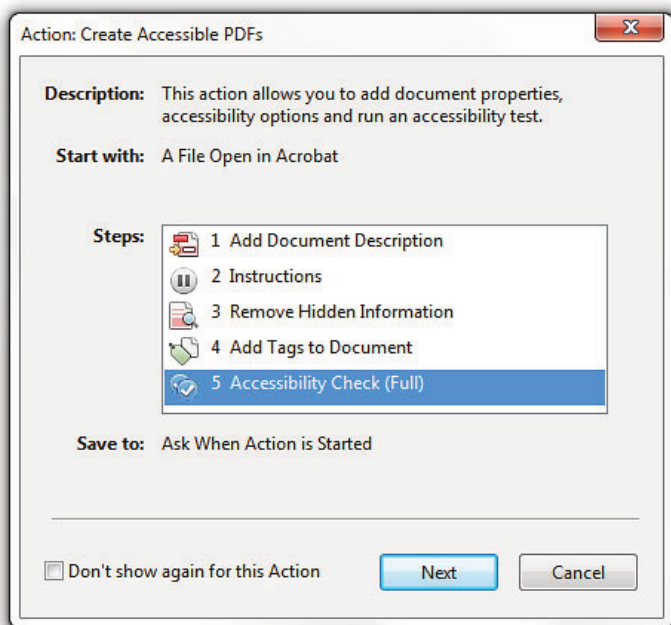 Action: Create Accessible PDFs
Description: This action allows you to add document properties,
accessibility options and run an accessibility test.
Start with: A File Open in Acrobat
Steps:
1 Add Document Description
2 Instructions
3 Remove Hidden Information
4 Add Tags to Document
5 Accessibility Check (Full)
Save to: Ask When Action is Started
Don't show again for this Action
Next
Cancel